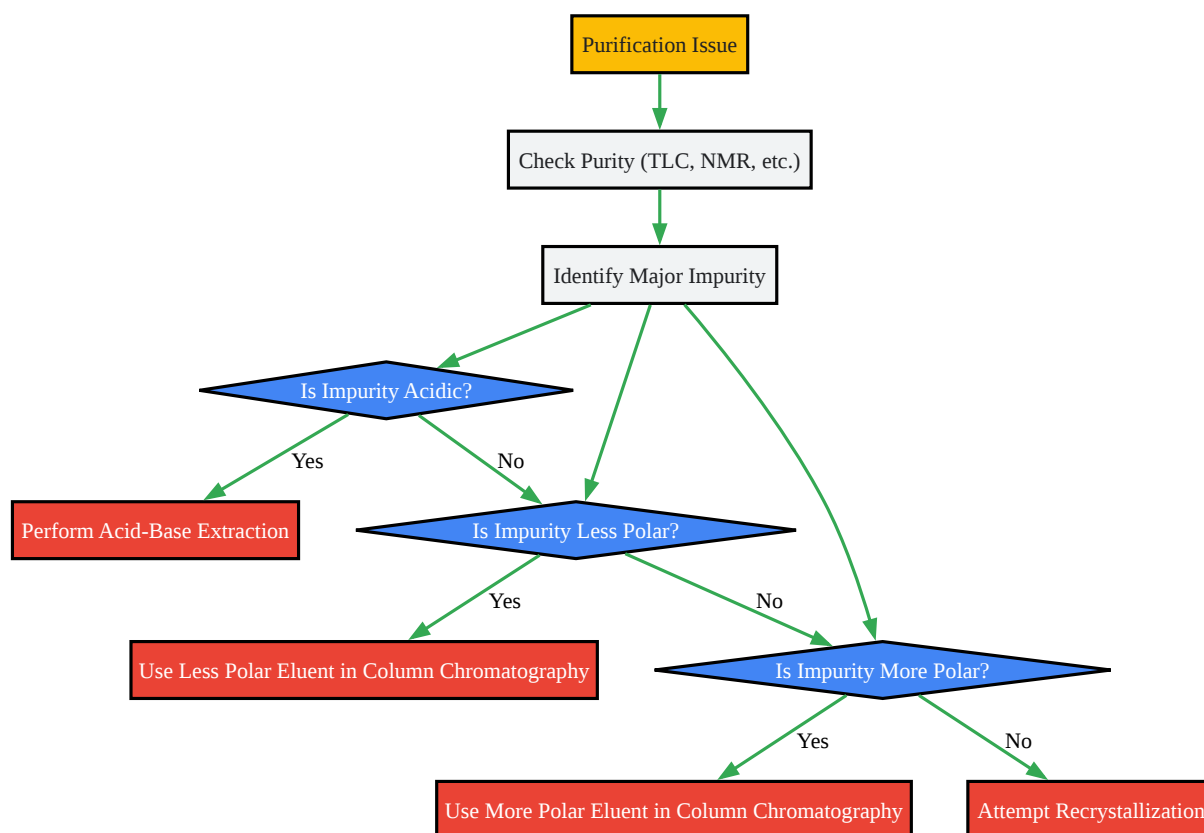 Purification Issue
Check Purity (TLC, NMR, etc.)
Identify Major Impurity
Is Impurity Acidic?
Yes
No
Perform Acid-Base Extraction
Is Impurity Less Polar?
Yes
No
Use Less Polar Eluent in Column Chromatography
Is Impurity More Polar?
Yes
No
Use More Polar Eluent in Column Chromatography
Attempt Recrystallization